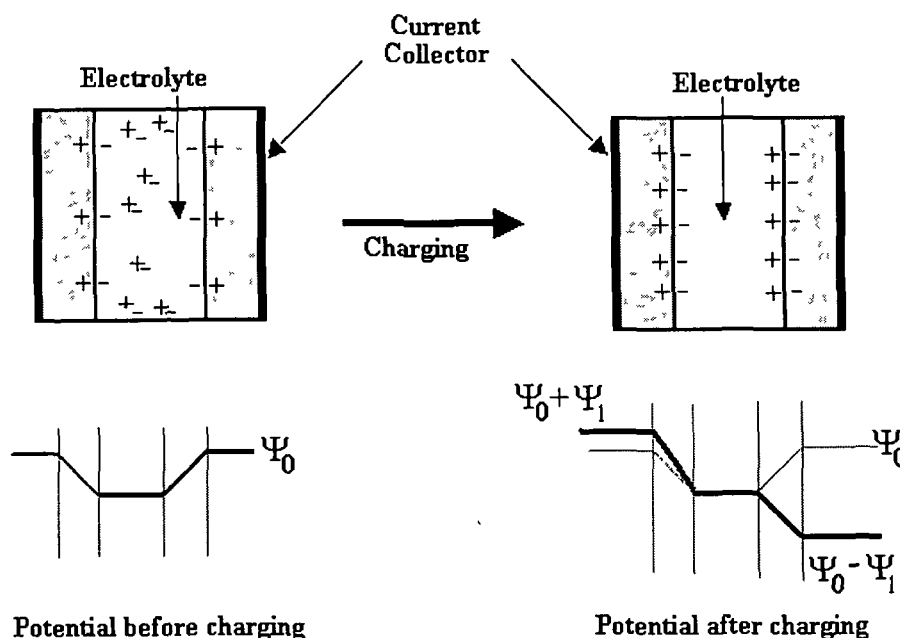 Current
Collector
Electrolyte
Electrolyte
Charging
Ψ0
Ψ0+Ψ1
Ψ0
Ψ0-Ψ1
Potential before charging
Potential after charging